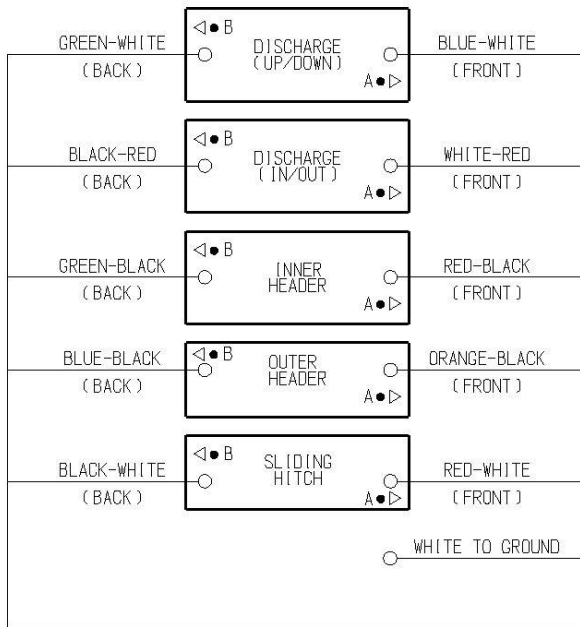 GREEN-WHITE
(BACK)
B
DISCHARGE
(UP/DOWN)
A
BLUE-WHITE
(FRONT)
BLACK-RED
(BACK)
B
DISCHARGE
(IN/OUT)
A
WHITE-RED
(FRONT)
GREEN-BLACK
(BACK)
B
INNER
HEADER
A
RED-BLACK
(FRONT)
BLUE-BLACK
(BACK)
B
OUTER
HEADER
A
ORANGE-BLACK
(FRONT)
BLACK-WHITE
(BACK)
B
SLIDING
HITCH
A
RED-WHITE
(FRONT)
WHITE TO GROUND